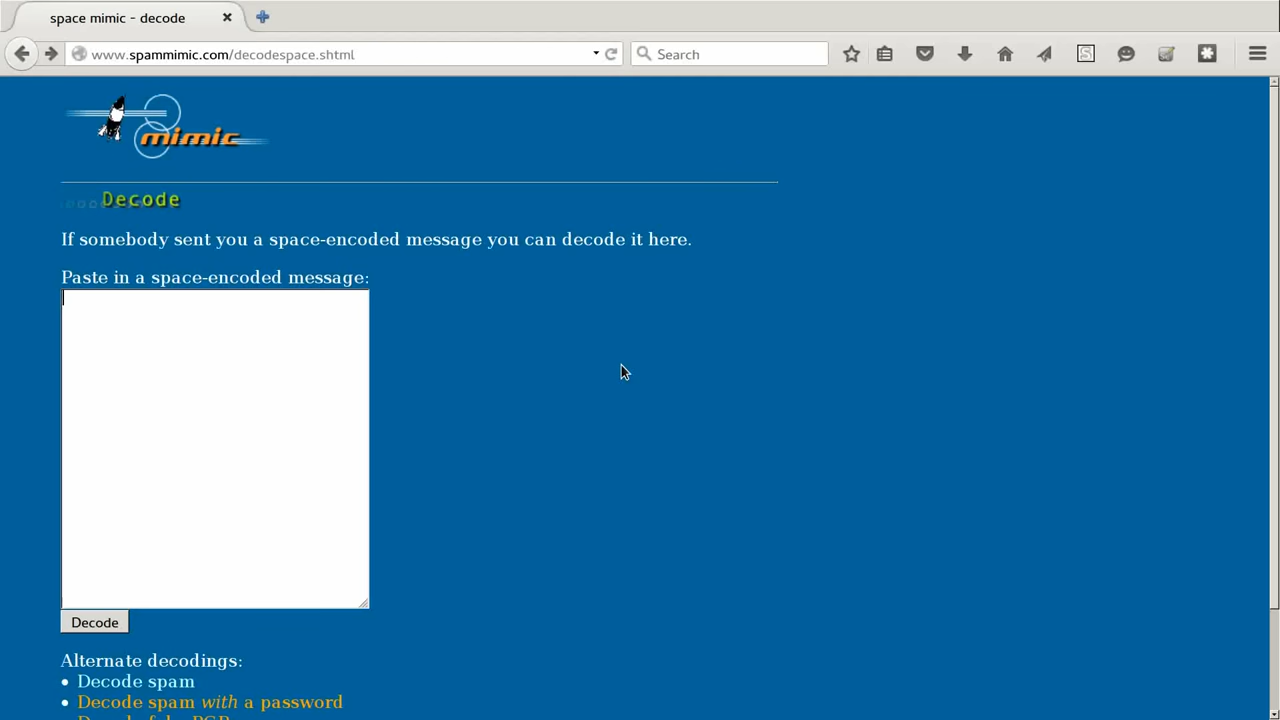 space mimic - decode
www.spammimic.com/decodespace.shtml
Search
mimic
Decode
If somebody sent you a space-encoded message you can decode it here.
Paste in a space-encoded message:
Decode
Alternate decodings:
• Decode spam
• Decode spam with a password